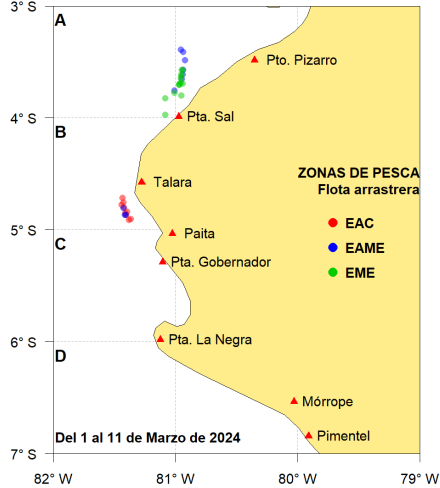 3° S
A
Pto. Pizarro
4° S
Pta. Sal
B
ZONAS DE PESCA
Flota arrastrera
Talara
EAC
5° S
Paita
EAME
C
Pta. Gobernador
EME
6° S
Pta. La Negra
D
Mórrope
Del 1 al 11 de Marzo de 2024
Pimentel
7° S
82° W
81° W
80° W
79° W